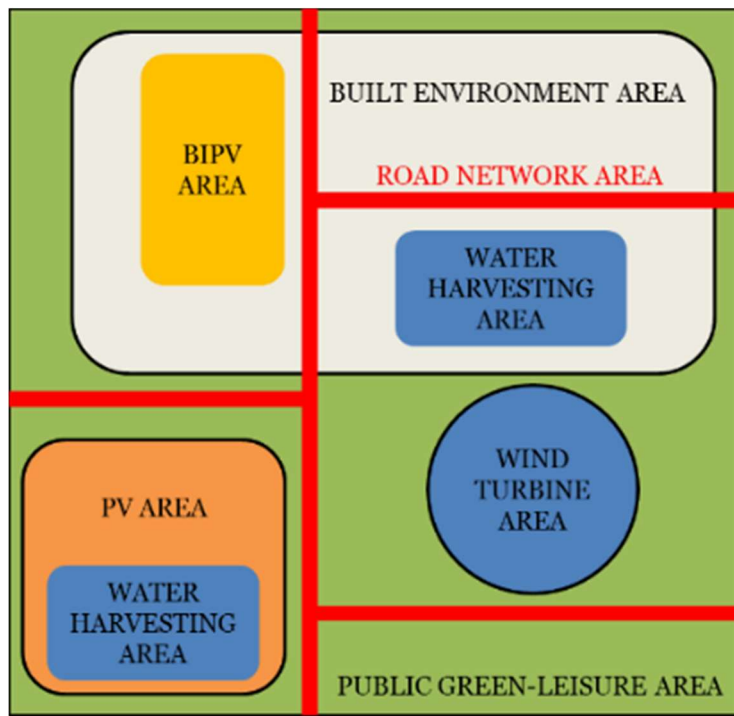 BUILT ENVIRONMENT AREA
BIPV
AREA
ROAD NETWORK AREA
WATER
HARVESTING
AREA
WIND
TURBINE
AREA
PV AREA
WATER
HARVESTING
AREA
PUBLIC GREEN-LEISURE AREA